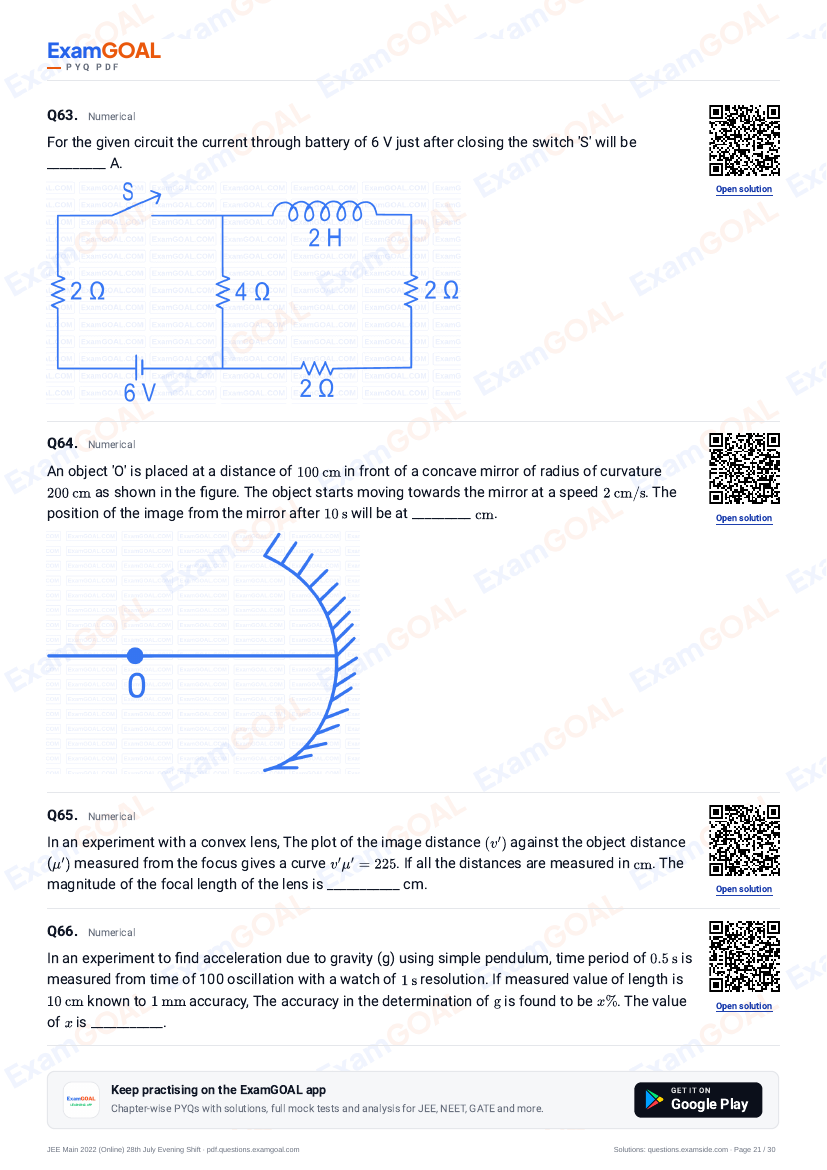 ExamGOAL
PYQ PDF
Q63. Numerical
For the given circuit the current through battery of 6 V just after closing the switch 'S' will be
_________ A.
Open solution
S
2 H
2 Ω
4 Ω
2 Ω
6 V
2 Ω
Q64. Numerical
An object 'O' is placed at a distance of 100 cm in front of a concave mirror of radius of curvature
200 cm as shown in the figure. The object starts moving towards the mirror at a speed 2 cm/s. The
position of the image from the mirror after 10 s will be at _________ cm.
Open solution
O
Q65. Numerical
In an experiment with a convex lens, The plot of the image distance (v′) against the object distance
(μ′) measured from the focus gives a curve v′μ′ = 225. If all the distances are measured in cm. The
magnitude of the focal length of the lens is ___________ cm.
Open solution
Q66. Numerical
In an experiment to find acceleration due to gravity (g) using simple pendulum, time period of 0.5 s is
measured from time of 100 oscillation with a watch of 1 s resolution. If measured value of length is
10 cm known to 1 mm accuracy, The accuracy in the determination of g is found to be x%. The value
of x is ___________.
Open solution
ExamGOAL
Keep practising on the ExamGOAL app
Chapter-wise PYQs with solutions, full mock tests and analysis for JEE, NEET, GATE and more.
GET IT ON
Google Play
JEE Main 2022 (Online) 28th July Evening Shift · pdf.questions.examgoal.com
Solutions: questions.examside.com · Page 21 / 30